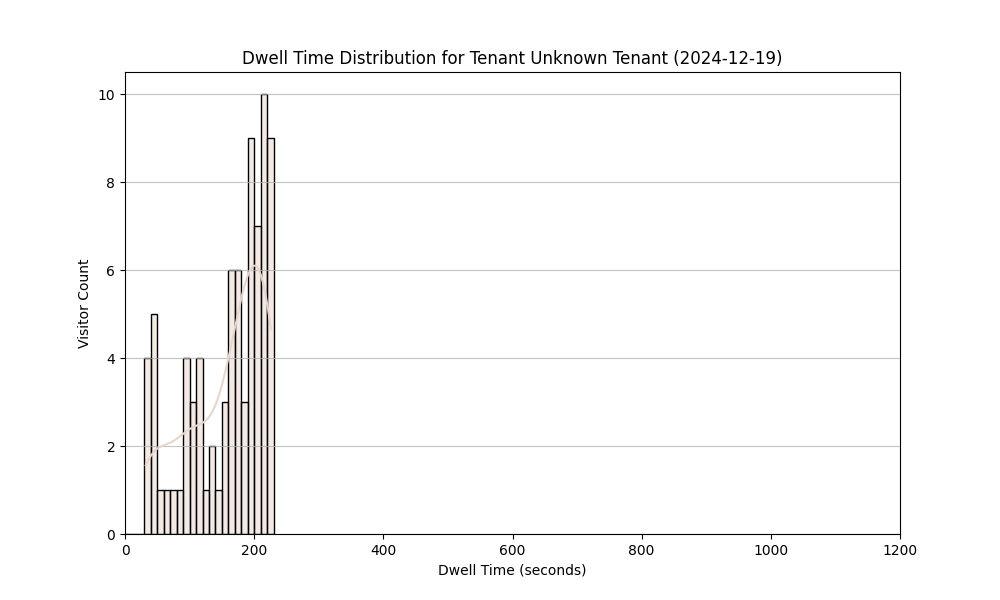 Dwell Time Distribution for Tenant Unknown Tenant (2024-12-19)
10
8
6
4
2
0
Visitor Count
0 200 400 600 800 1000 1200
Dwell Time (seconds)